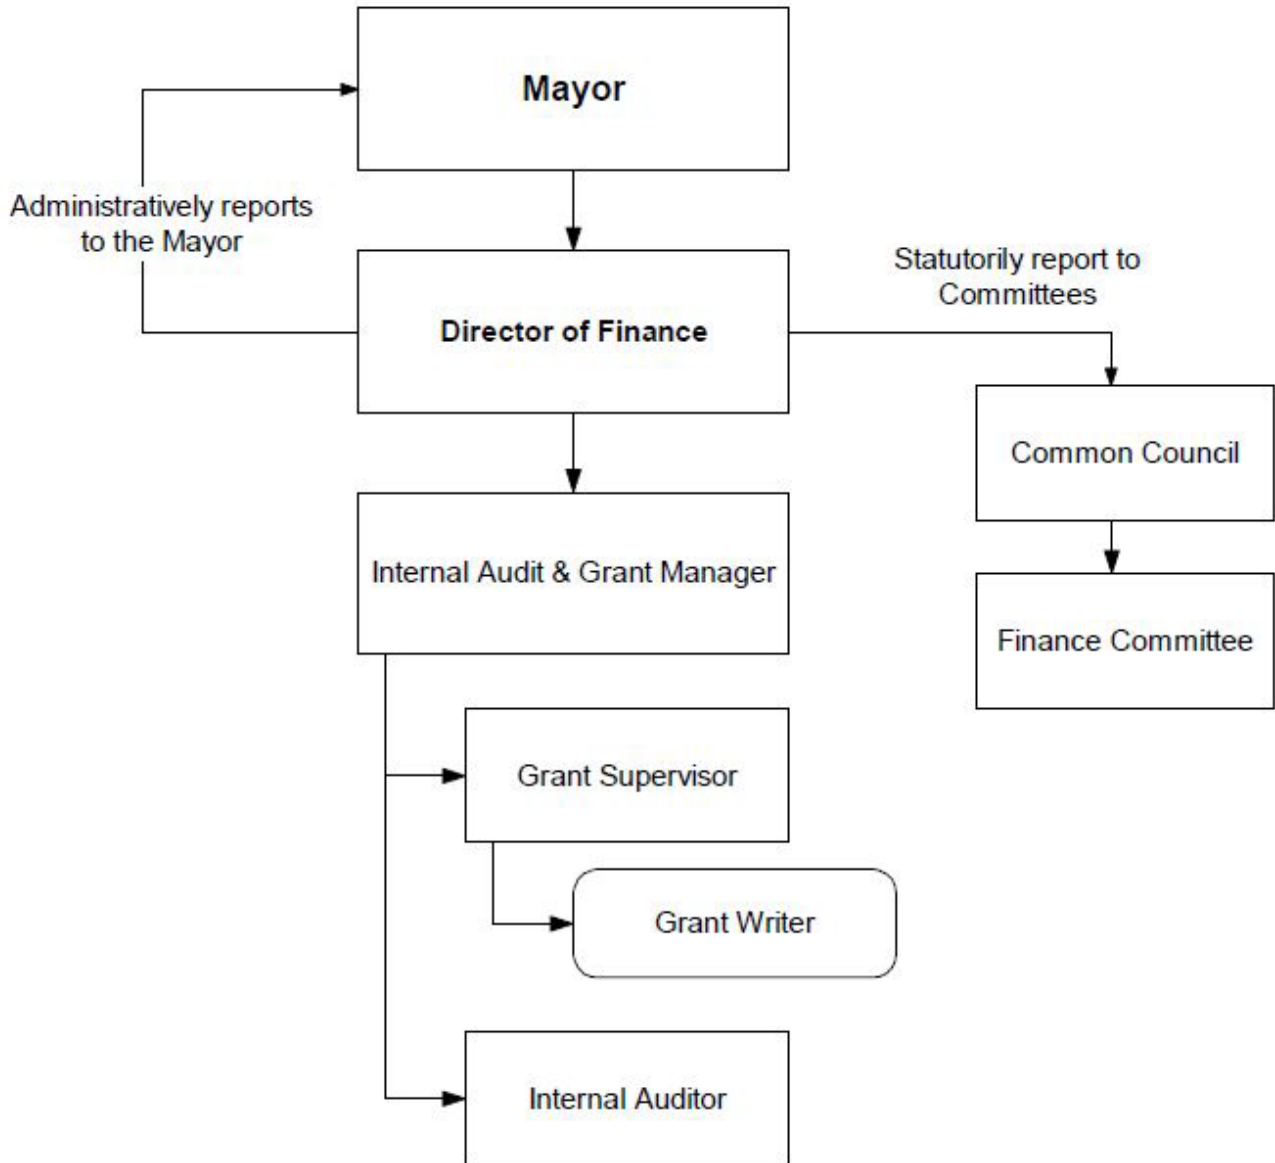 Mayor
Administratively reports
to the Mayor
Statutorily report to
Committees
Director of Finance
Common Council
Internal Audit & Grant Manager
Finance Committee
Grant Supervisor
Grant Writer
Internal Auditor